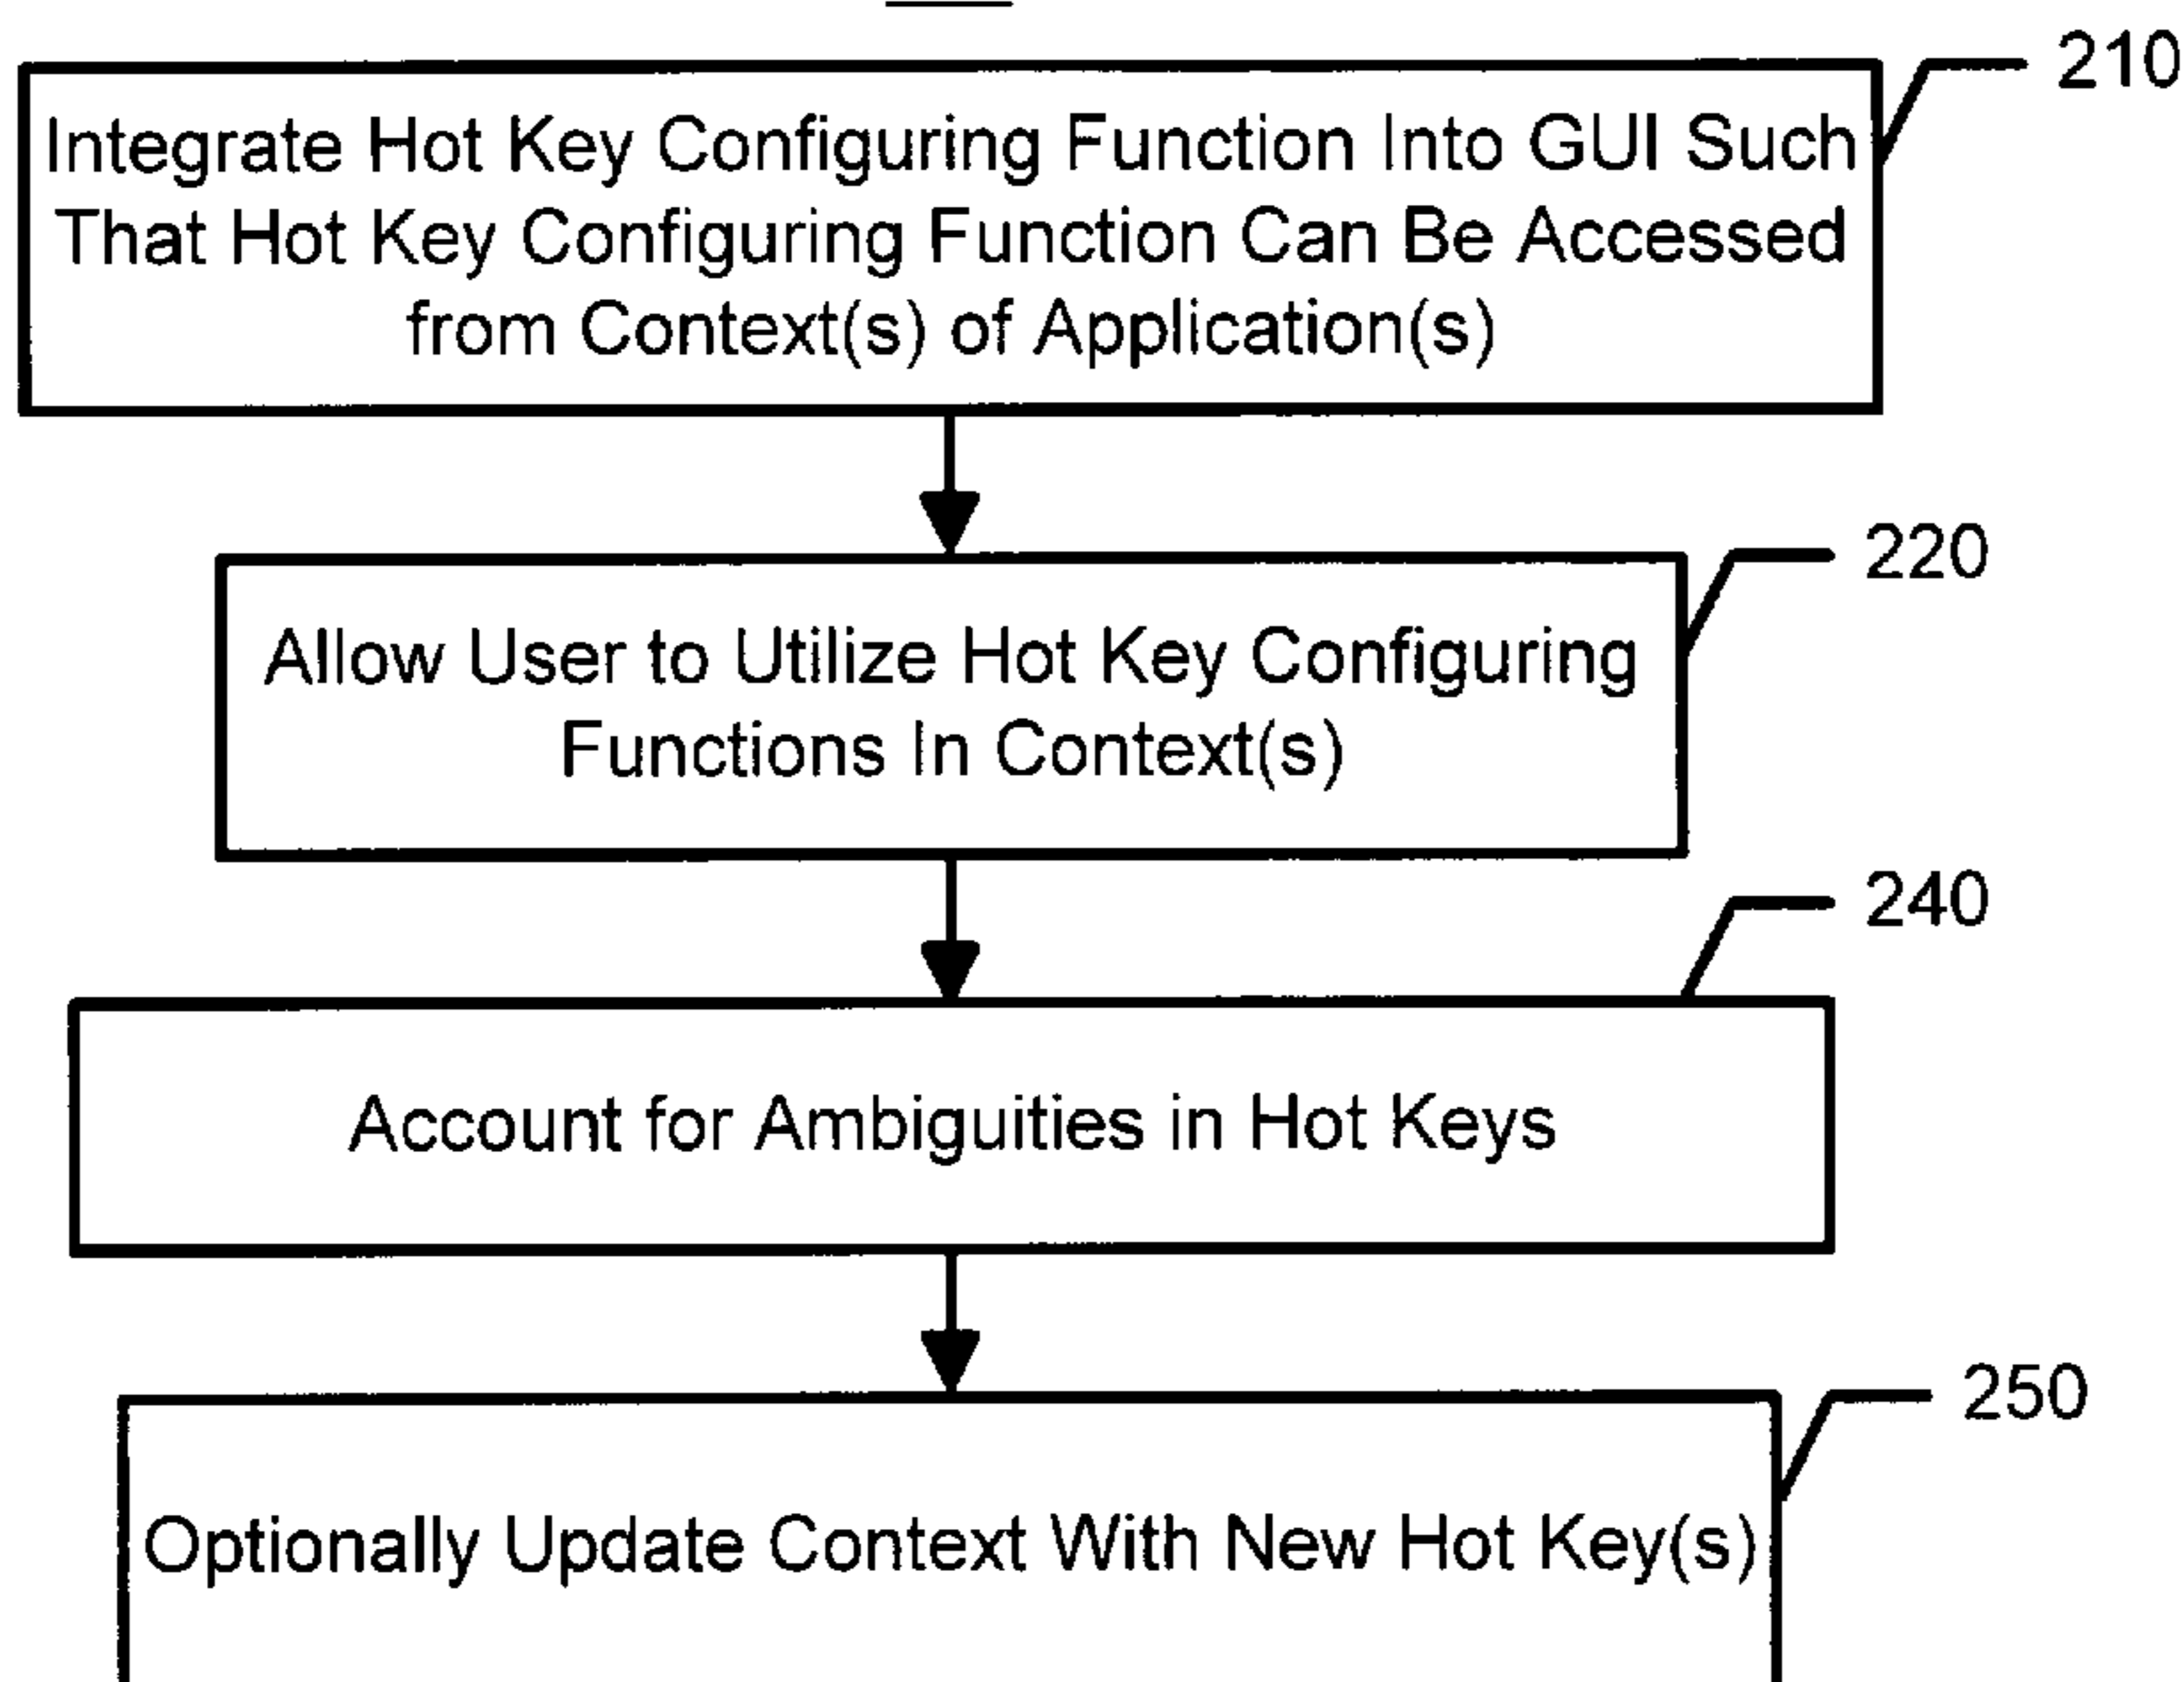 210
Integrate Hot Key Configuring Function Into GUI Such
That Hot Key Configuring Function Can Be Accessed
from Context(s) of Application(s)
220
Allow User to Utilize Hot Key Configuring
Functions In Context(s)
240
Account for Ambiguities in Hot Keys
250
Optionally Update Context With New Hot Key(s)